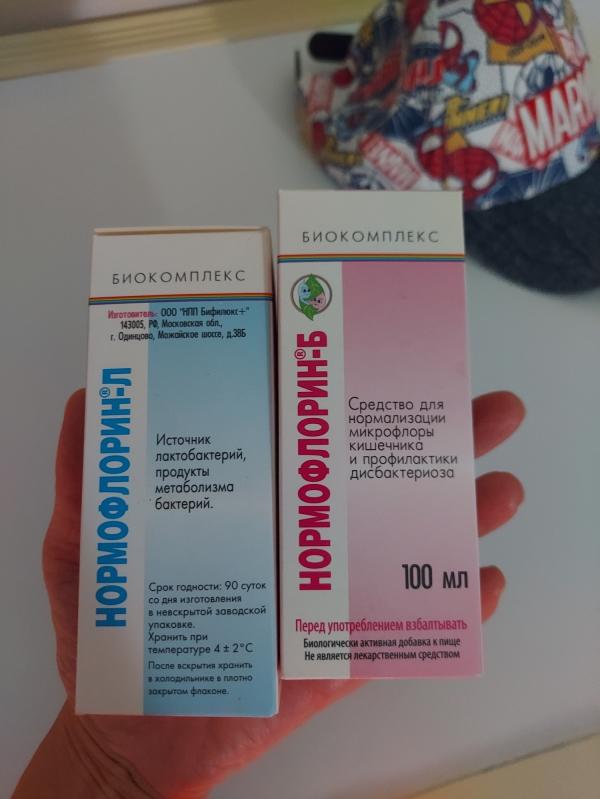 БИОКОМПЛЕКС
Изготовитель: ООО "НПП Бифилюкс+"
143005, РФ, Московская обл.,
г. Одинцово, Можайское шоссе, д.38Б
НОРМОФЛОРИН®-Л
Источник
лактобактерий,
продукты
метаболизма
бактерий.
Срок годности: 90 суток
со дня изготовления
в невскрытой заводской
упаковке.
Хранить при
температуре 4 ± 2°С
После вскрытия хранить
в холодильнике в плотно
закрытом флаконе.
БИОКОМПЛЕКС
НОРМОФЛОРИН®-Б
Средство для
нормализации
микрофлоры
кишечника
и профилактики
дисбактериоза
100 мл
Перед употреблением взбалтывать
Биологически активная добавка к пище
Не является лекарственным средством
MARVEL